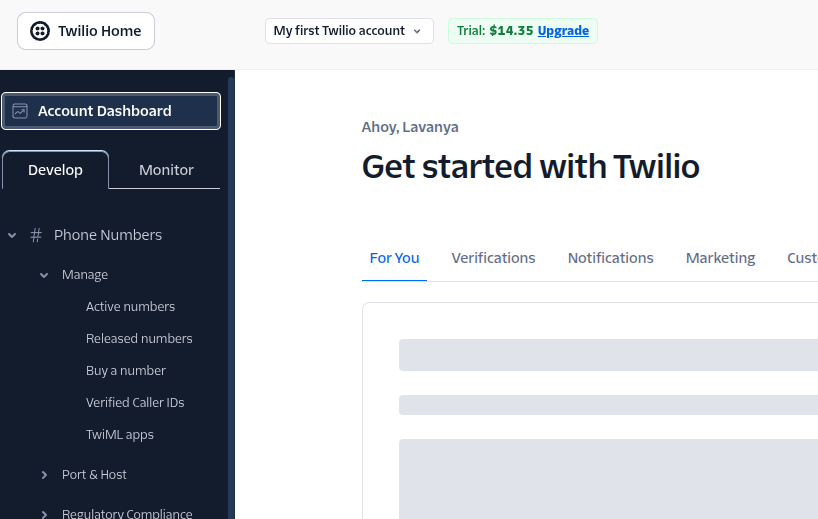 Twilio Home
My first Twilio account
Trial: $14.35 Upgrade
Account Dashboard
Develop
Monitor
Phone Numbers
Manage
Active numbers
Released numbers
Buy a number
Verified Caller IDs
TwiML apps
Port & Host
Regulatory Compliance
Ahoy, Lavanya
Get started with Twilio
For You
Verifications
Notifications
Marketing
Cust